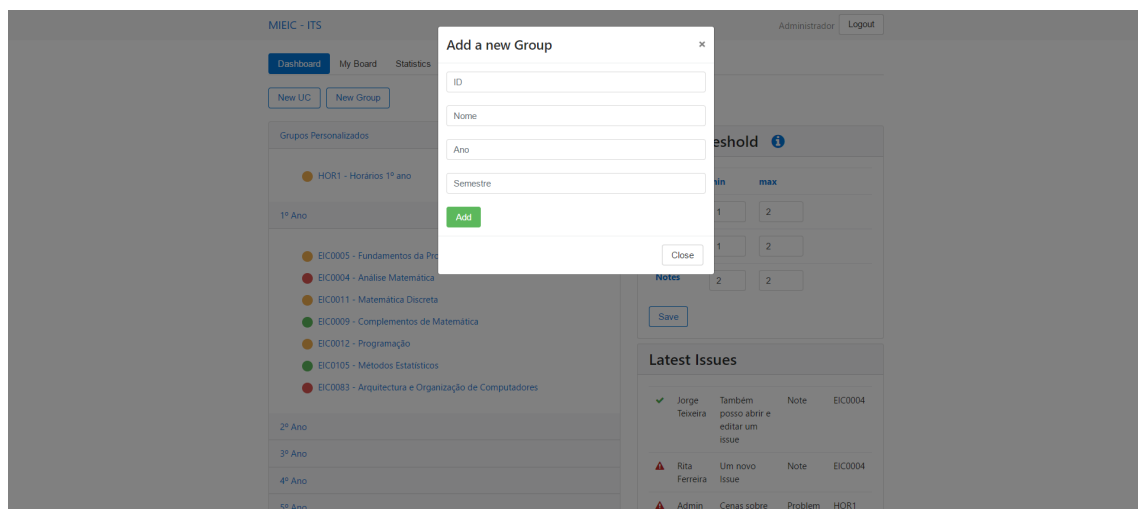 MIEIC - ITS
Administrador
Logout
Add a new Group
×
ID
Nome
Ano
Semestre
Add
Close
Dashboard
My Board
Statistics
New UC
New Group
Grupos Personalizados
HOR1 - Horários 1º ano
1º Ano
EIC0005 - Fundamentos da
EIC0004 - Análise Matemática
EIC0011 - Matemática Discreta
EIC0009 - Complementos de Matemática
EIC0012 - Programação
EIC0105 - Métodos Estatísticos
EIC0083 - Arquitectura e Organização de Computadores
2º Ano
3º Ano
4º Ano
5º Ano
eshold
max
1 2
1 2
Notes 2 2
Save
Latest Issues
Jorge Também Note EIC0004
Teixeira posso abrir e
editar um
issue
Rita Um novo Note EIC0004
Ferreira Issue
Admin Cenas sobre Problem HOR1